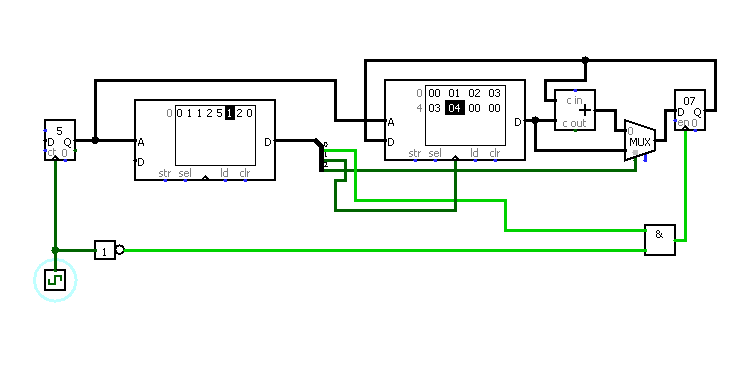 5
D Q
ct 0
A
D
0 0 1 1 2 5 1 2 0
D
str sel ld clr
0
1
2
A
D
0 00 01 02 03
4 03 04 00 00
D
str sel ld clr
c in
+
c out
0
MUX
07
D Q
en 0
&
1